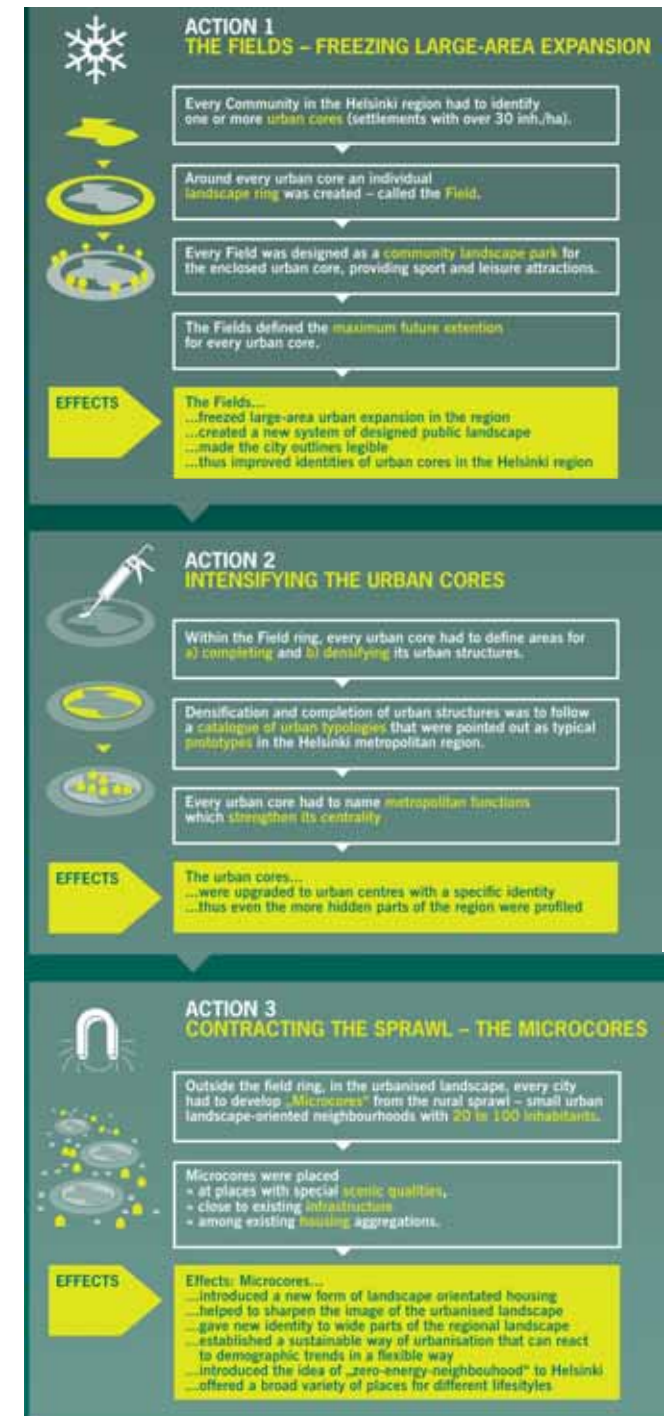 ACTION 1
THE FIELDS – FREEZING LARGE-AREA EXPANSION
Every Community in the Helsinki region had to identify
one or more urban cores (settlements with over 30 inh./ha).
Around every urban core an individual
landscape ring was created – called the Field.
Every Field was designed as a community landscape park for
the enclosed urban core, providing sport and leisure attractions.
The Fields defined the maximum future extention
for every urban core.
EFFECTS
The Fields...
...freezed large-area urban expansion in the region
...created a new system of designed public landscape
...made the city outlines legible
...thus improved identities of urban cores in the Helsinki region
ACTION 2
INTENSIFYING THE URBAN CORES
Within the Field ring, every urban core had to define areas for
a) completing and b) densifying its urban structures.
Densification and completion of urban structures was to follow
a catalogue of urban typologies that were pointed out as typical
prototypes in the Helsinki metropolitan region.
Every urban core had to name metropolitan functions
which strengthen its centrality
EFFECTS
The urban cores...
...were upgraded to urban centres with a specific identity
...thus even the more hidden parts of the region were profiled
ACTION 3
CONTRACTING THE SPRAWL – THE MICROCORES
Outside the field ring, in the urbanised landscape, every city
had to develop „Microcores“ from the rural sprawl – small urban
landscape-oriented neighbourhoods with 20 to 100 inhabitants.
Microcores were placed
» at places with special scenic qualities,
» close to existing infrastructure
» among existing housing aggregations.
EFFECTS
Effects: Microcores...
...introduced a new form of landscape orientated housing
...helped to sharpen the image of the urbanised landscape
...gave new identity to wide parts of the regional landscape
...established a sustainable way of urbanisation that can react
to demographic trends in a flexible way
...introduced the idea of „zero-energy-neighbouhood“ to Helsinki
...offered a broad variety of places for different lifesityles